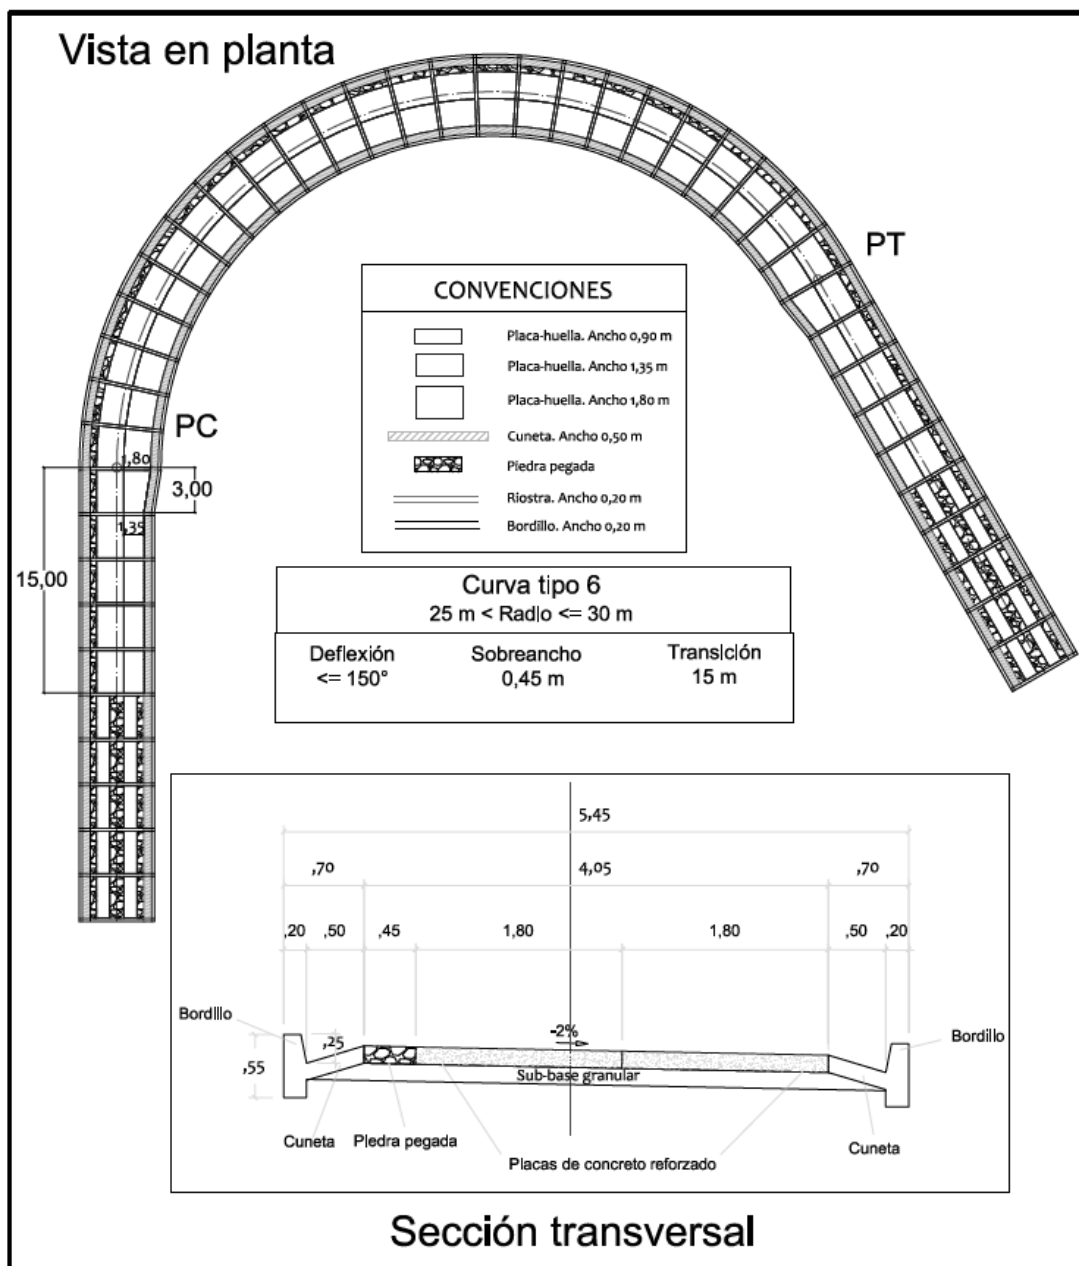 Vista en planta
PT
CONVENCIONES
Placa-huella. Ancho 0,90 m
Placa-huella. Ancho 1,35 m
Placa-huella. Ancho 1,80 m
Cuneta. Ancho 0,50 m
Piedra pegada
Riostra. Ancho 0,20 m
Bordillo. Ancho 0,20 m
PC
1,80
3,00
1,35
15,00
Curva tipo 6
25 m < Radio <= 30 m
Deflexión Sobreancho Transición
<= 150° 0,45 m 15 m
5,45
,70 4,05 ,70
,20 ,50 ,45 1,80 1,80 ,50 ,20
Bordillo -2% Bordillo
,25
,55
Sub-base granular
Cuneta Piedra pegada Placas de concreto reforzado Cuneta
Sección transversal